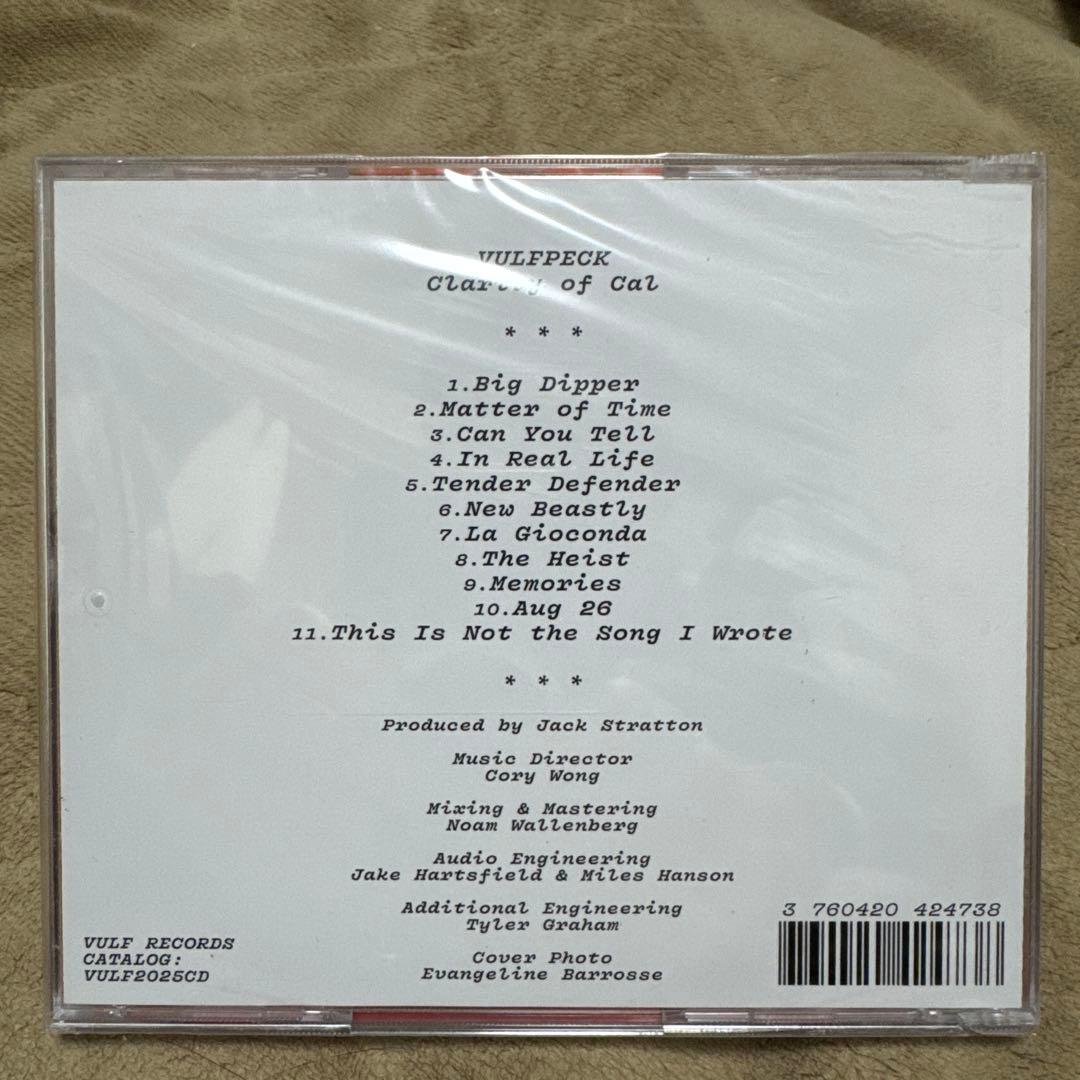 VULFPECK
Clarity of Cal
* * *
1.Big Dipper
2.Matter of Time
3.Can You Tell
4.In Real Life
5.Tender Defender
6.New Beastly
7.La Gioconda
8.The Heist
9.Memories
10.Aug 26
11.This Is Not the Song I Wrote
* * *
Produced by Jack Stratton
Music Director
Cory Wong
Mixing & Mastering
Noam Wallenberg
Audio Engineering
Jake Hartsfield & Miles Hanson
Additional Engineering
Tyler Graham
Cover Photo
Evangeline Barrosse
VULF RECORDS
CATALOG:
VULF2025CD
3 760420 424738